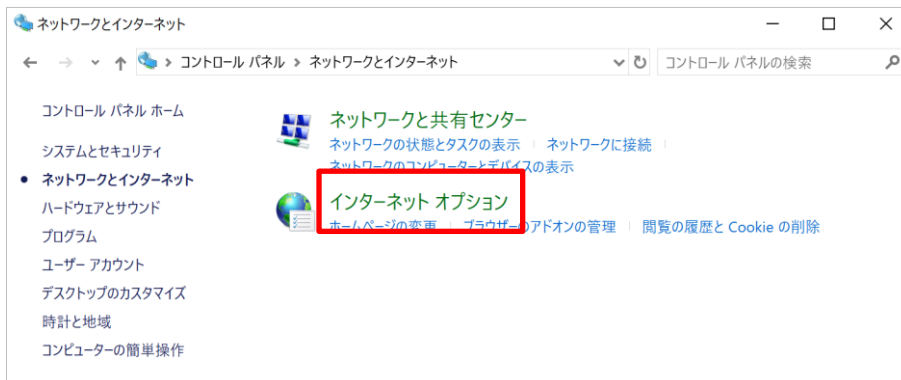 ネットワークとインターネット
コントロール パネル > ネットワークとインターネット コントロール パネルの検索
コントロール パネル ホーム
システムとセキュリティ
ネットワークとインターネット
ハードウェアとサウンド
プログラム
ユーザー アカウント
デスクトップのカスタマイズ
時計と地域
コンピューターの簡単操作
ネットワークと共有センター
ネットワークの状態とタスクの表示 | ネットワークに接続 |
ネットワークのコンピューターとデバイスの表示
インターネット オプション
ホームページの変更 | ブラウザーのアドオンの管理 | 閲覧の履歴と Cookie の削除